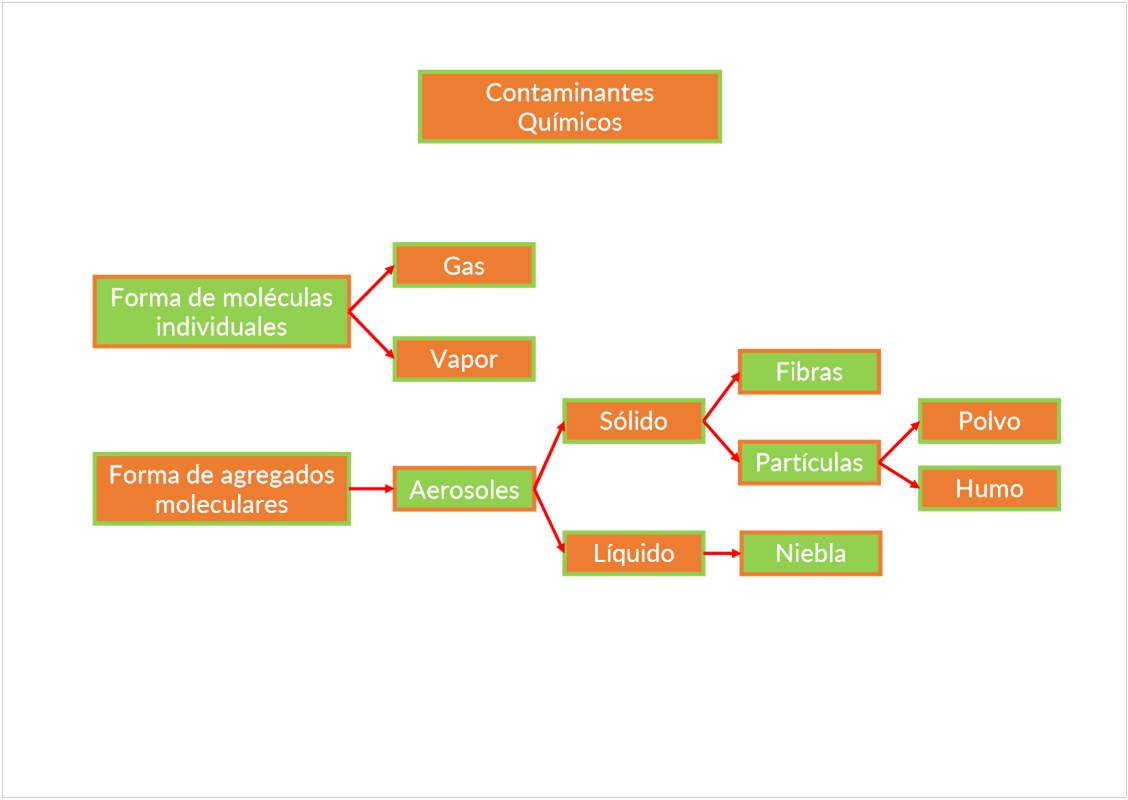 Contaminantes
Químicos
Forma de moléculas
individuales
Gas
Vapor
Forma de agregados
moleculares
Aerosoles
Sólido
Líquido
Fibras
Partículas
Niebla
Polvo
Humo